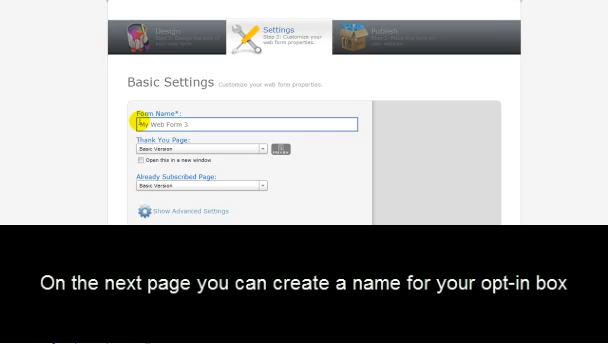 Design
Settings
Step 2: Customize your
web form properties.
Publish
Basic Settings Customize your web form properties.
Form Name*:
My Web Form 3
Thank You Page:
Basic Version
PREVIEW
Open this in a new window
Already Subscribed Page:
Basic Version
Show Advanced Settings
On the next page you can create a name for your opt-in box